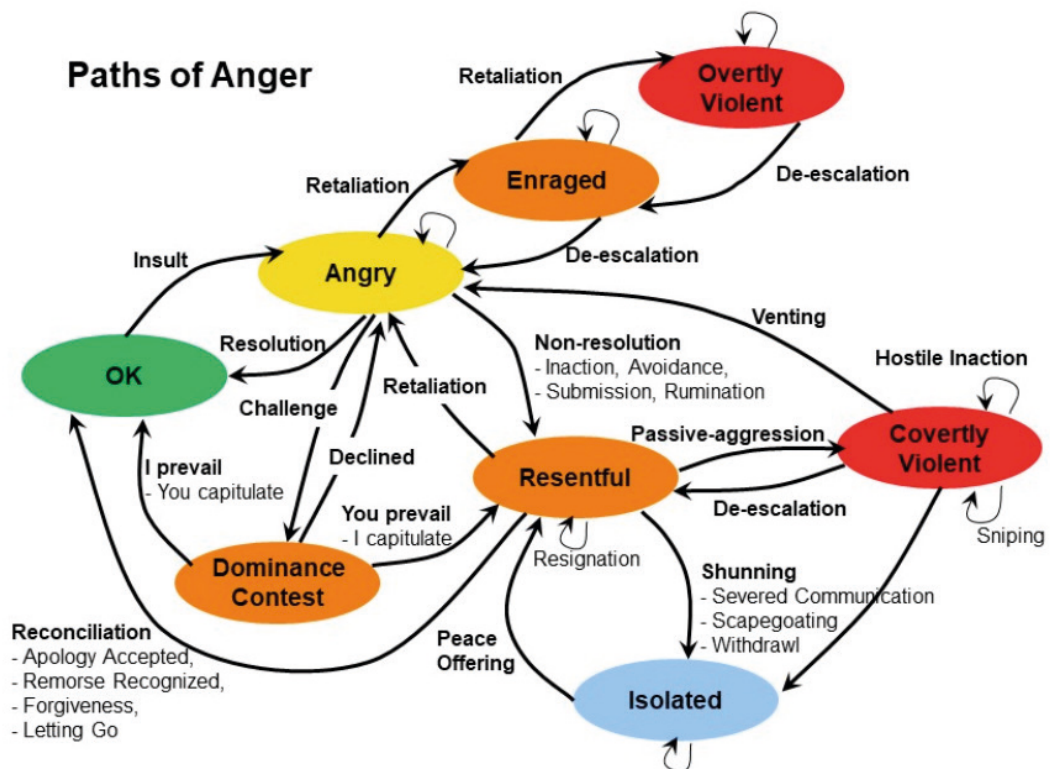 Paths of Anger
Retaliation
Overtly
Violent
Retaliation
Enraged
De-escalation
Insult
Angry
De-escalation
Venting
OK
Resolution
Non-resolution
- Inaction, Avoidance,
- Submission, Rumination
Hostile Inaction
Challenge
Retaliation
Declined
Passive-aggression
Covertly
Violent
I prevail
- You capitulate
Resentful
De-escalation
You prevail
- I capitulate
Resignation
Sniping
Dominance
Contest
Shunning
- Severed Communication
- Scapegoating
- Withdrawl
Reconciliation
- Apology Accepted,
- Remorse Recognized,
- Forgiveness,
- Letting Go
Peace
Offering
Isolated